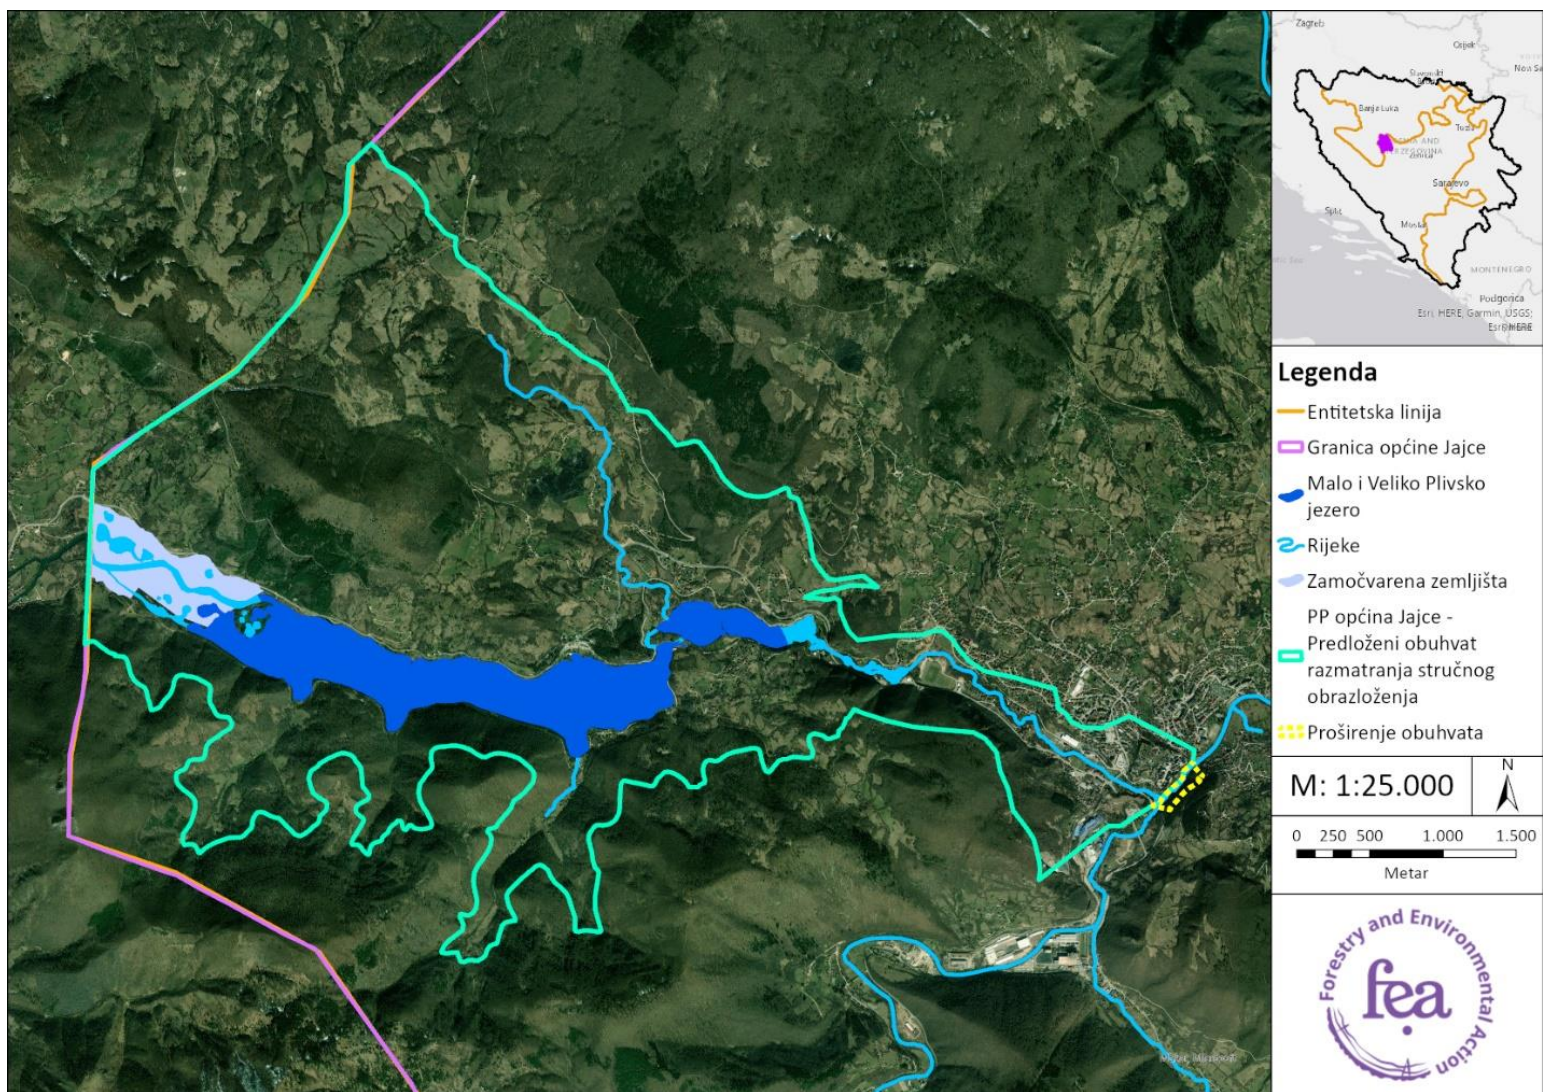 Zagreb
Osijek
Banja Luka
Tuzla
Sarajevo
Split
Mostar
MONTENEGRO
Podgorica
Esri, HERE, Garmin, USGS;
Esri, HERE
Legenda
Entitetska linija
Granica općine Jajce
Malo i Veliko Plivsko
jezero
Rijeke
Zamočvarena zemljišta
PP općina Jajce -
Predloženi obuhvat
razmatranja stručnog
obrazloženja
Proširenje obuhvata
M: 1:25.000
N
0 250 500 1.000 1.500
Metar
Forestry and Environmental Action
fea